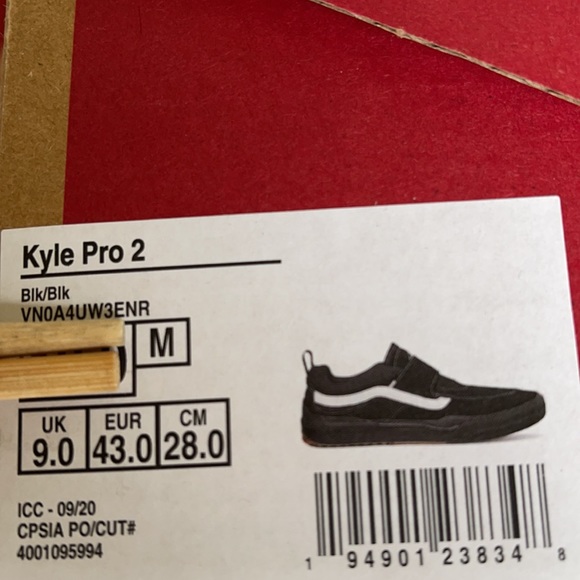 Kyle Pro 2
Blk/Blk
VN0A4UW3ENR
M
UK EUR CM
9.0 43.0 28.0
ICC - 09/20
CPSIA PO/CUT#
4001095994
1 94901 23834 8